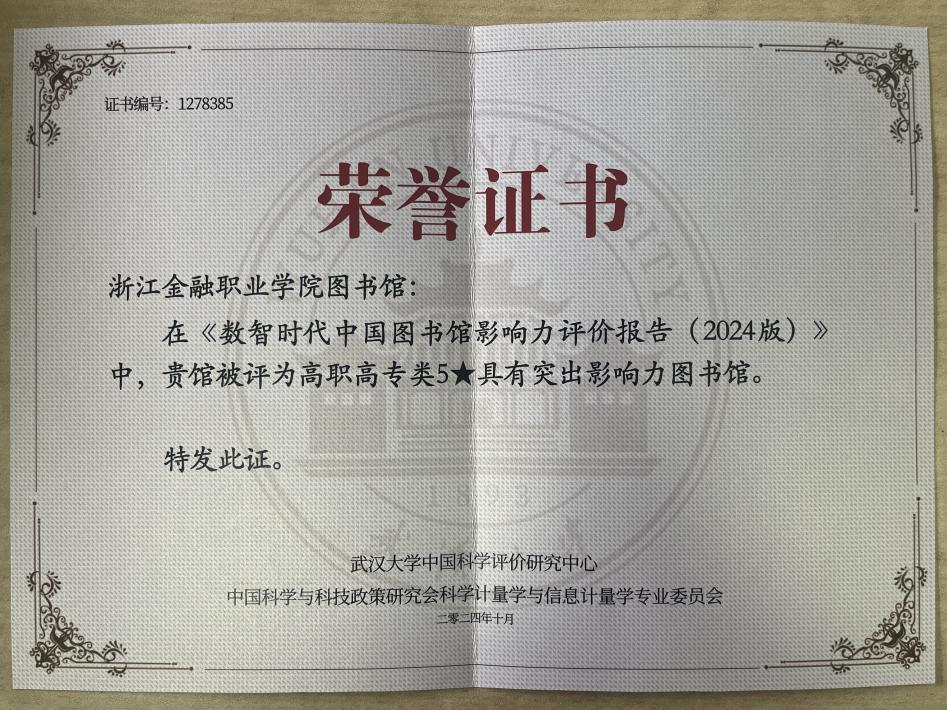 证书编号：1278385
荣誉证书
浙江金融职业学院图书馆：
在《数智时代中国图书馆影响力评价报告（2024版）》
中，贵馆被评为高职高专类5★具有突出影响力图书馆。
特发此证。
1893
武汉大学中国科学评价研究中心
中国科学与科技政策研究会科学计量学与信息计量学专业委员会
二零二四年十月